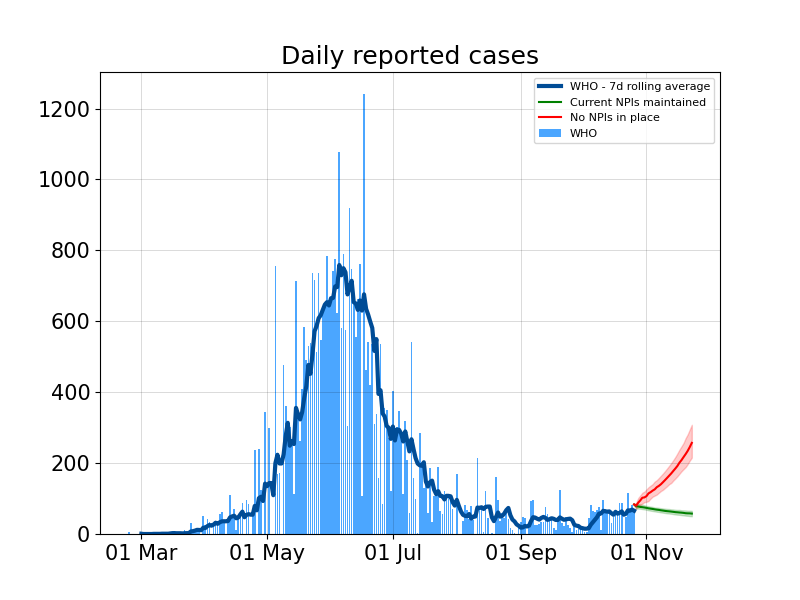 Daily reported cases
WHO - 7d rolling average
Current NPIs maintained
No NPIs in place
WHO
1200
1000
800
600
400
200
0
01 Mar
01 May
01 Jul
01 Sep
01 Nov